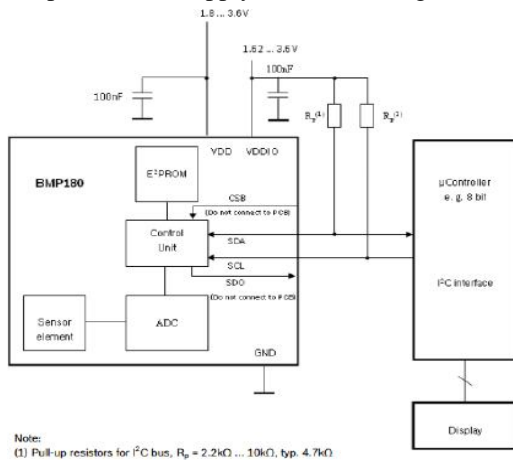 1.8 ... 3.6V
1.62 ... 3.6V
100nF
100nF
Rp(1)
Rp(1)
VDD
VDDIO
BMP180
E²PROM
CSB
(Do not connect to PCB)
Control
Unit
SDA
SCL
SDO
(Do not connect to PCB)
Sensor
element
ADC
GND
µController
e. g. 8 bit
I²C interface
Display
Note:
(1) Pull-up resistors for I²C bus, Rp = 2.2kΩ ... 10kΩ, typ. 4.7kΩ